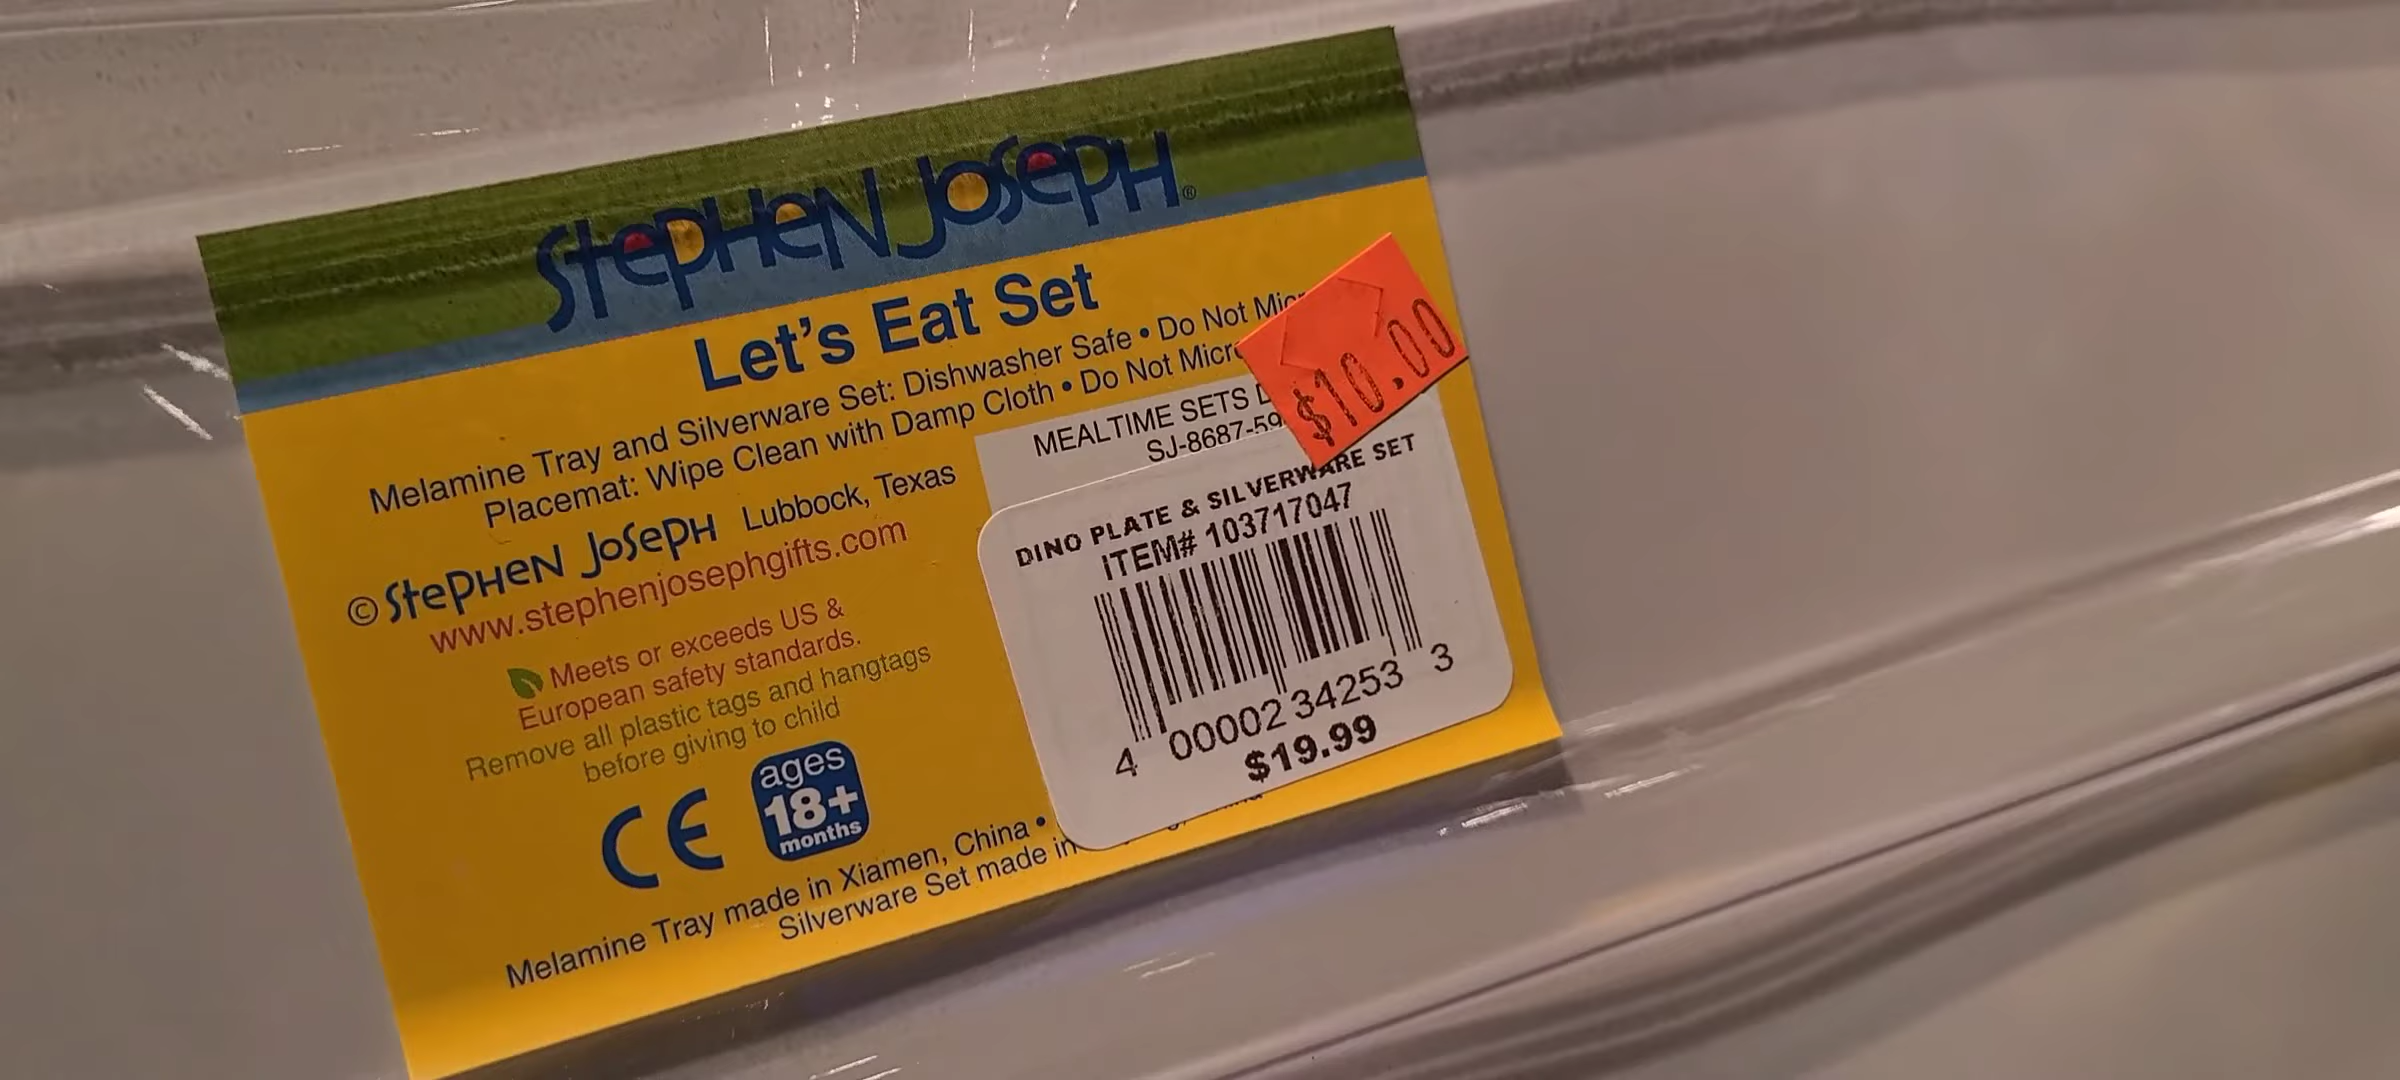 Stephen Joseph®
Let's Eat Set
Melamine Tray and Silverware Set: Dishwasher Safe • Do Not
Placemat: Wipe Clean with Damp Cloth • Do Not
$10.00
MEALTIME SETS
SJ-8687-59
© Stephen Joseph Lubbock, Texas
www.stephenjosephgifts.com
Meets or exceeds US &
European safety standards.
Remove all plastic tags and hangtags
before giving to child
CE
ages
18+
months
DINO PLATE & SILVERWARE SET
ITEM# 103717047
4 00002 34253 3
$19.99
Melamine Tray made in Xiamen, China •
Silverware Set made in